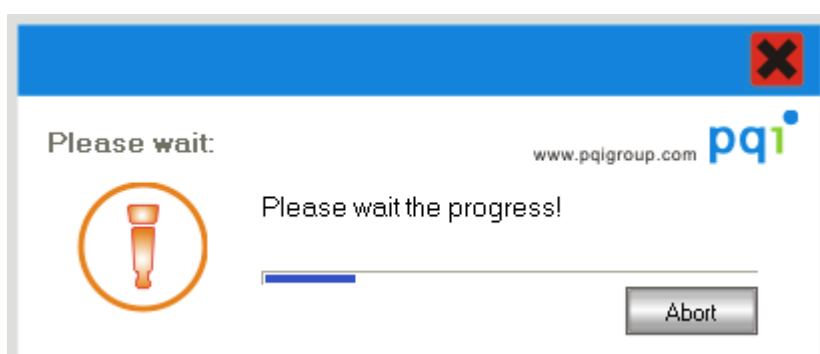 Please wait:
www.pqigroup.com pqi
Please wait the progress!
Abort